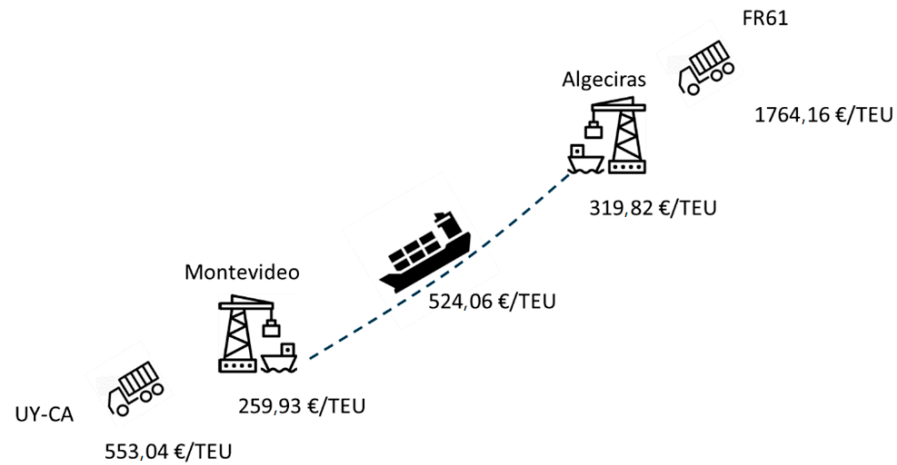 FR61
Algeciras
1764,16 €/TEU
319,82 €/TEU
Montevideo
524,06 €/TEU
259,93 €/TEU
UY-CA
553,04 €/TEU